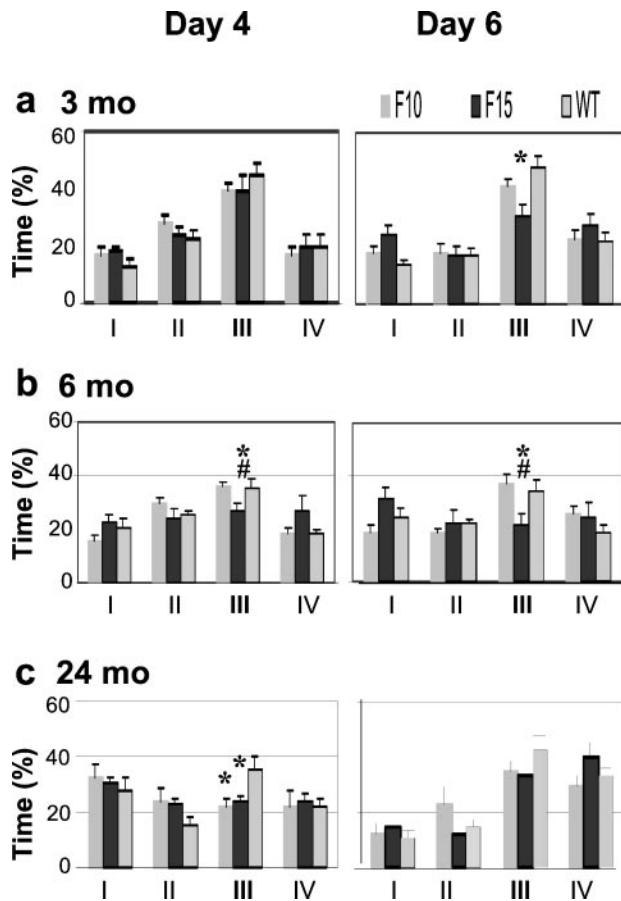 Day 4 Day 6
a 3 mo
F10 F15 WT
60
40
20
0
Time (%)
*
I II III IV I II III IV
b 6 mo
60
40
20
0
Time (%)
* *
# #
I II III IV I II III IV
c 24 mo
60
40
20
0
Time (%)
* *
I II III IV I II III IV